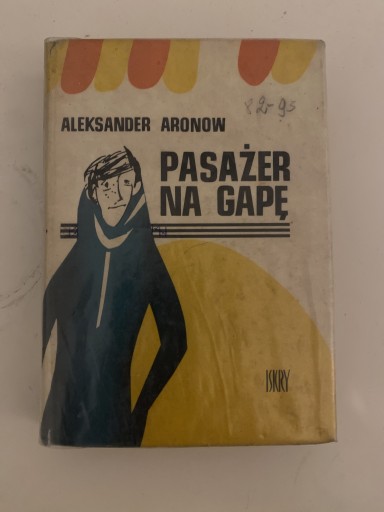 ALEKSANDER ARONOW
PASAŻER
NA GAPĘ
ISKRY